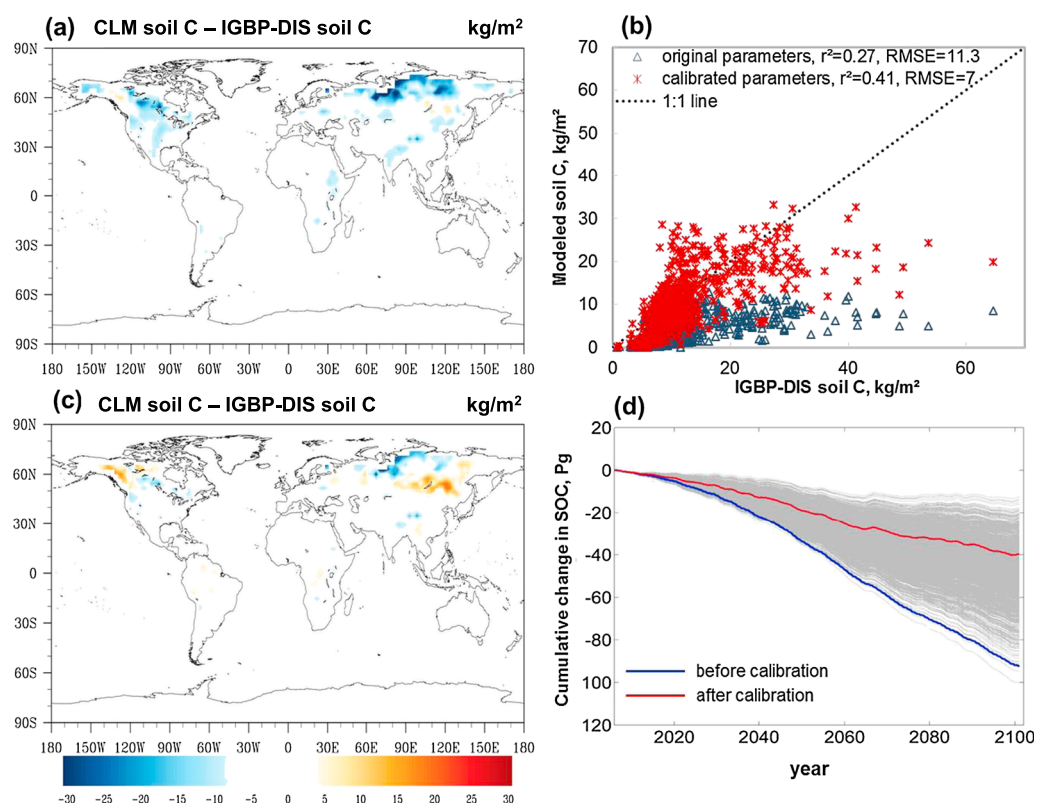 (a) CLM soil C – IGBP-DIS soil C kg/m²
90N
60N
30N
0
30S
60S
90S
180 150W 120W 90W 60W 30W 0 30E 60E 90E 120E 150E 180
(b)
70
60
50
40
30
20
10
0
Modeled soil C, kg/m²
original parameters, r²=0.27, RMSE=11.3
calibrated parameters, r²=0.41, RMSE=7
1:1 line
0 20 40 60
IGBP-DIS soil C, kg/m²
(c) CLM soil C – IGBP-DIS soil C kg/m²
90N
60N
30N
0
30S
60S
90S
180 150W 120W 90W 60W 30W 0 30E 60E 90E 120E 150E 180
-30 -25 -20 -15 -10 -5 0 5 10 15 20 25 30
(d)
20
0
-20
-40
-60
-80
100
120
Cumulative change in SOC, Pg
before calibration
after calibration
2020 2040 2060 2080 2100
year